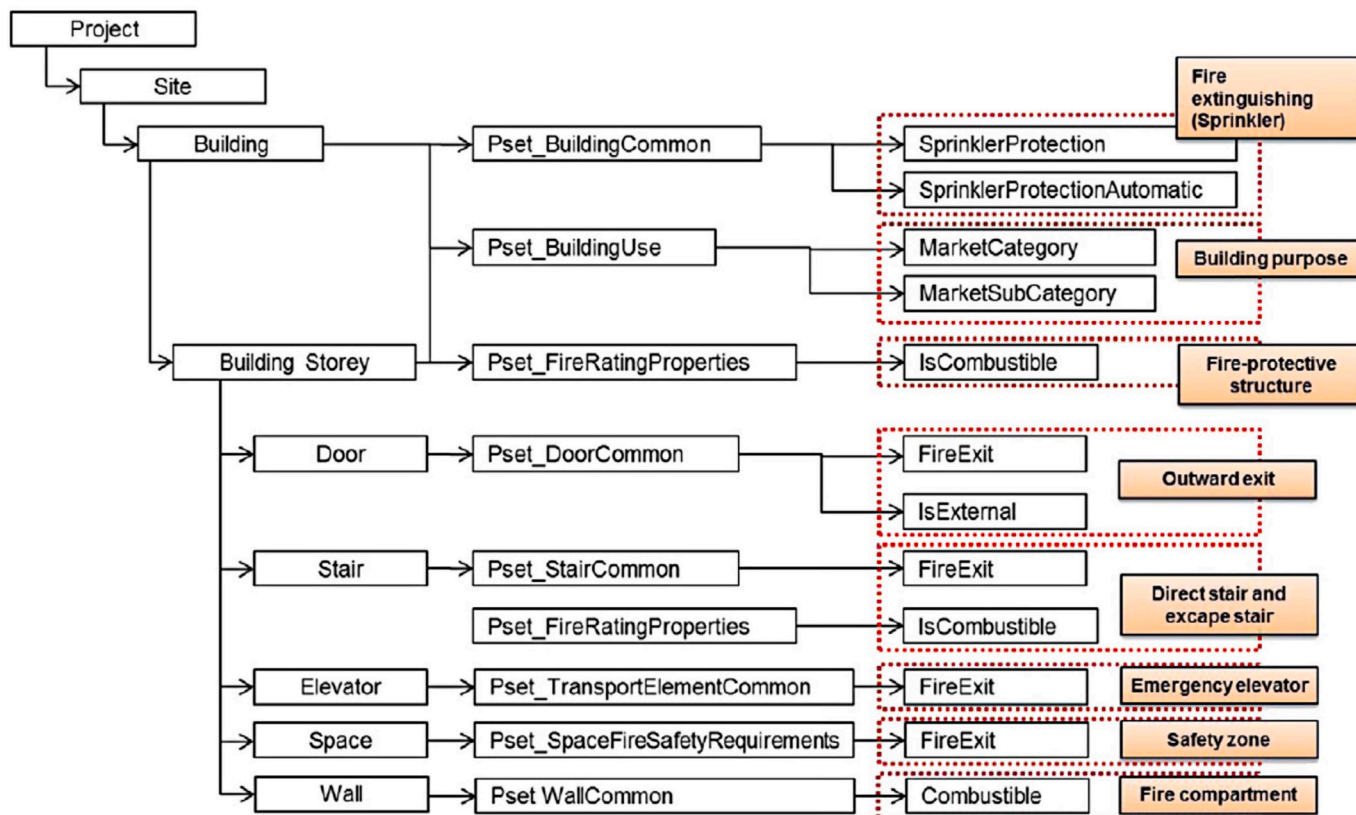 Project
Site
Building
Pset_BuildingCommon
SprinklerProtection
SprinklerProtectionAutomatic
Fire
extinguishing
(Sprinkler)
Pset_BuildingUse
MarketCategory
MarketSubCategory
Building purpose
Building Storey
Pset_FireRatingProperties
IsCombustible
Fire-protective
structure
Door
Pset_DoorCommon
FireExit
IsExternal
Outward exit
Stair
Pset_StairCommon
FireExit
Pset_FireRatingProperties
IsCombustible
Direct stair and
excape stair
Elevator
Pset_TransportElementCommon
FireExit
Emergency elevator
Space
Pset_SpaceFireSafetyRequirements
FireExit
Safety zone
Wall
Pset WallCommon
Combustible
Fire compartment